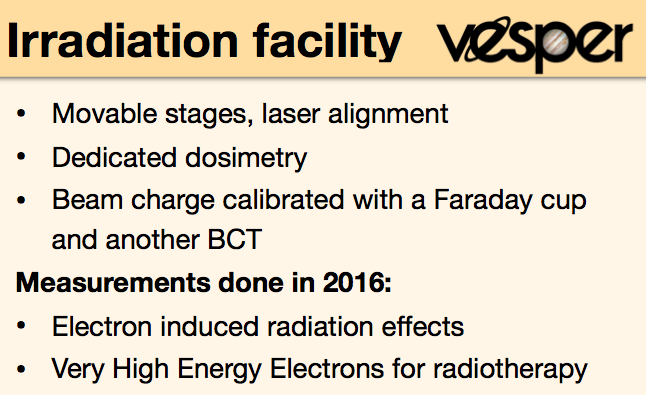 Irradiation facility vesper
• Movable stages, laser alignment
• Dedicated dosimetry
• Beam charge calibrated with a Faraday cup
and another BCT
Measurements done in 2016:
• Electron induced radiation effects
• Very High Energy Electrons for radiotherapy